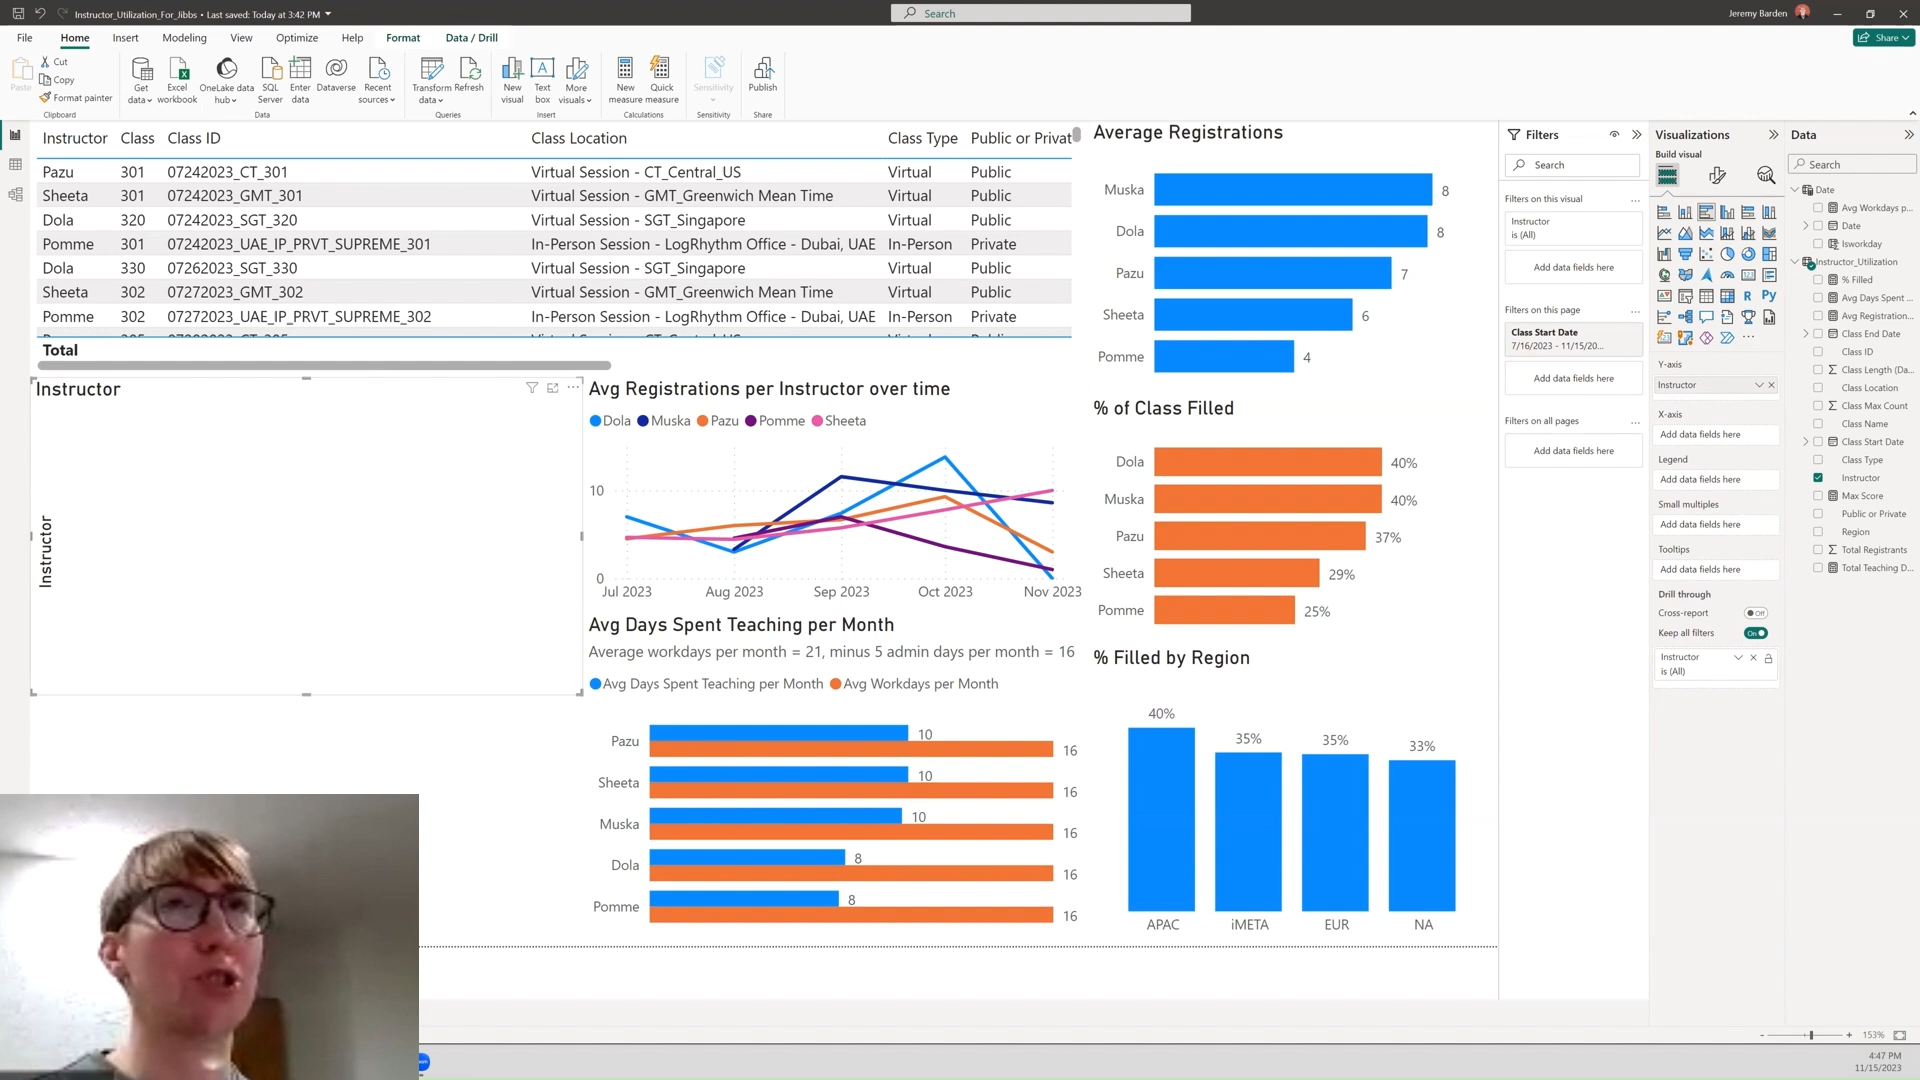 Instructor_Utilization_For_Jibbs • Last saved: Today at 3:42 PM
Search
Jeremy Barden
File Home Insert Modeling View Optimize Help Format Data / Drill
Share
Paste
Cut
Copy
Format painter
Clipboard
Get data
Excel workbook
OneLake data hub
SQL Server
Enter data
Dataverse
Recent sources
Data
Transform data
Refresh
Queries
New visual
Text box
More visuals
Insert
New measure
Quick measure
Calculations
Sensitivity
Sensitivity
Publish
Share
Instructor Class Class ID Class Location Class Type Public or Privat
Pazu 301 07242023_CT_301 Virtual Session - CT_Central_US Virtual Public
Sheeta 301 07242023_GMT_301 Virtual Session - GMT_Greenwich Mean Time Virtual Public
Dola 320 07242023_SGT_320 Virtual Session - SGT_Singapore Virtual Public
Pomme 301 07242023_UAE_IP_PRVT_SUPREME_301 In-Person Session - LogRhythm Office - Dubai, UAE In-Person Private
Dola 330 07262023_SGT_330 Virtual Session - SGT_Singapore Virtual Public
Sheeta 302 07272023_GMT_302 Virtual Session - GMT_Greenwich Mean Time Virtual Public
Pomme 302 07272023_UAE_IP_PRVT_SUPREME_302 In-Person Session - LogRhythm Office - Dubai, UAE In-Person Private
Total
Instructor
Instructor
Avg Registrations per Instructor over time
Dola Muska Pazu Pomme Sheeta
10
0
Jul 2023 Aug 2023 Sep 2023 Oct 2023 Nov 2023
Avg Days Spent Teaching per Month
Average workdays per month = 21, minus 5 admin days per month = 16
Avg Days Spent Teaching per Month Avg Workdays per Month
Pazu 10
16
Sheeta 10
16
Muska 10
16
Dola 8
16
Pomme 8
16
Average Registrations
Muska 8
Dola 8
Pazu 7
Sheeta 6
Pomme 4
% of Class Filled
Dola 40%
Muska 40%
Pazu 37%
Sheeta 29%
Pomme 25%
% Filled by Region
40% 35% 35% 33%
APAC iMETA EUR NA
Filters
Search
Filters on this visual
Instructor
is (All)
Add data fields here
Filters on this page
Class Start Date
7/16/2023 - 11/15/20...
Add data fields here
Filters on all pages
Add data fields here
Visualizations
Build visual
R Py
Y-axis
Instructor
X-axis
Add data fields here
Legend
Add data fields here
Small multiples
Add data fields here
Tooltips
Add data fields here
Drill through
Cross-report Off
Keep all filters On
Instructor
is (All)
Data
Search
Date
Avg Workdays p...
Date
Isworkday
Instructor_Utilization
% Filled
Avg Days Spent ...
Avg Registration...
Class End Date
Class ID
Class Length (Da...
Class Location
Class Max Count
Class Name
Class Start Date
Class Type
Instructor
Max Score
Public or Private
Region
Total Registrants
Total Teaching D...
153%
4:47 PM
11/15/2023